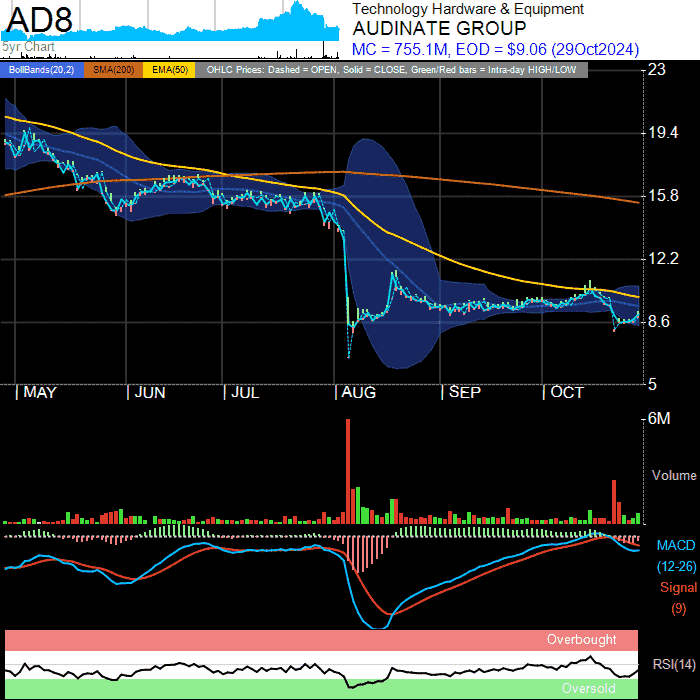 AD8
5yr Chart
Technology Hardware & Equipment
AUDINATE GROUP
MC = 755.1M, EOD = $9.06 (29Oct2024)
BollBands(20,2) SMA(200) EMA(50) OHLC Prices: Dashed = OPEN, Solid = CLOSE, Green/Red bars = Intra-day HIGH/LOW
23
19.4
15.8
12.2
8.6
5
MAY JUN JUL AUG SEP OCT
6M
Volume
MACD
(12-26)
Signal
(9)
Overbought
RSI(14)
Oversold